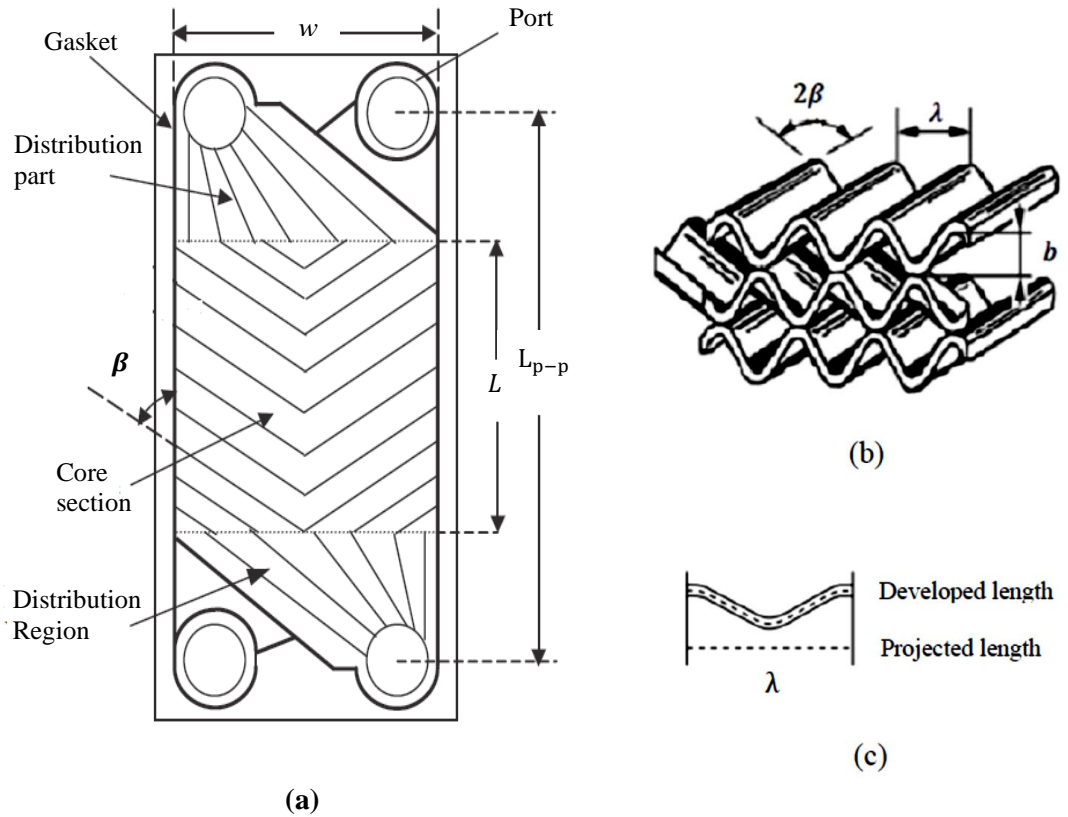 w
Port
Gasket
Distribution
part
β
L
L_{p−p}
Core
section
Distribution
Region
(a)
2β
λ
b
(b)
Developed length
Projected length
λ
(c)